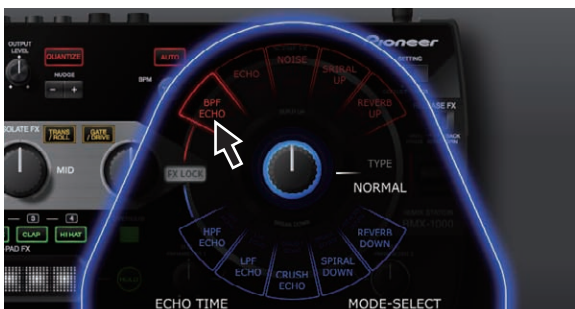 OUTPUT
LEVEL
QUANTIZE
NUDGE
- +
AUTO
BPM
Pioneer
SETTING
ECHO
NOISE
SPIRAL
UP
REVERB
UP
BPF
ECHO
ISOLATE FX
TRANS
/ROLL
GATE
/DRIVE
MID
FX LOCK
TYPE
NORMAL
3 4
CLAP HI HAT
-PAD FX
HPF
ECHO
LPF
ECHO
CRUSH
ECHO
SPIRAL
DOWN
REVERB
DOWN
RMX-1000
ECHO TIME
MODE-SELECT